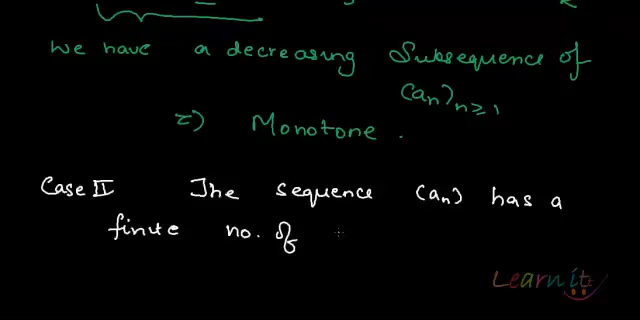 we have a decreasing Subsequence of
(an)n≥1
=) Monotone.
Case II The sequence (an) has a
finite no. of
Learnit